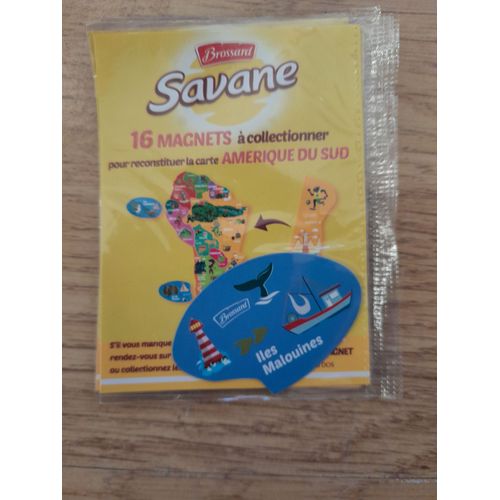 Brossard
Savane
16 MAGNETS à collectionner
pour reconstituer la carte AMERIQUE DU SUD
Brossard
Iles
Malouines
S'il vous manque
rendez-vous sur
ou collectionnez
DOS